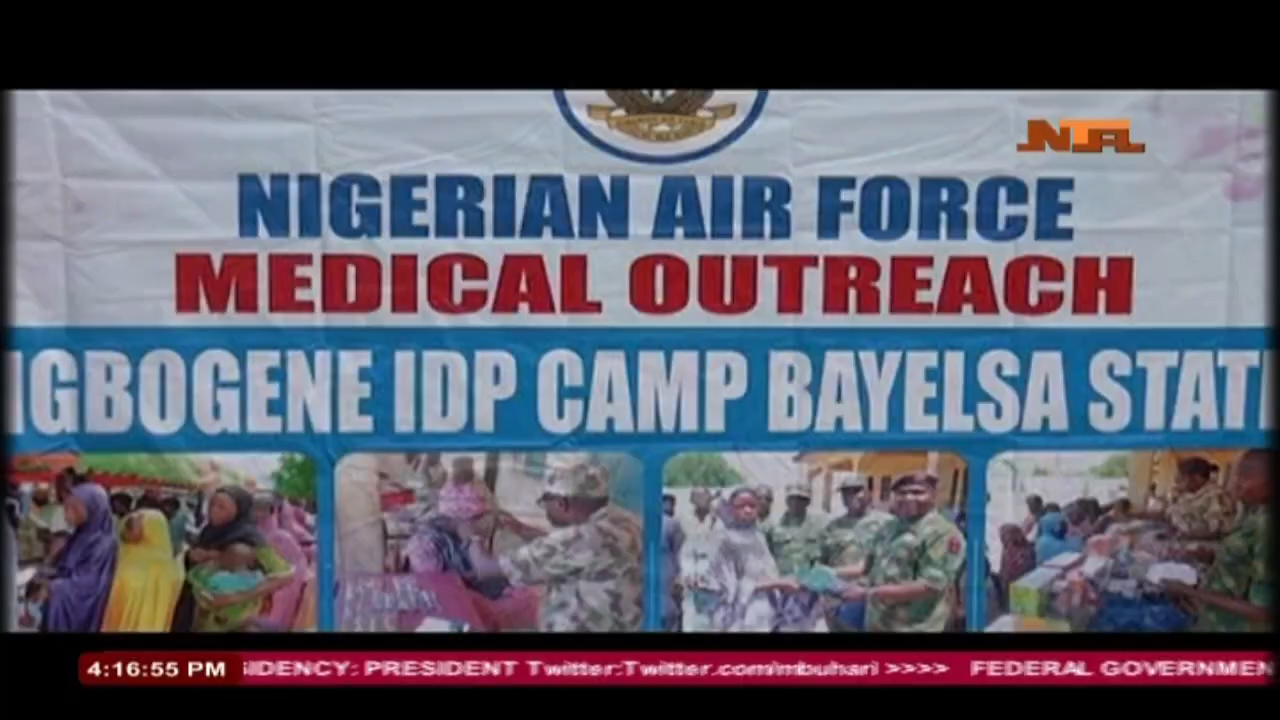 NTA
NIGERIAN AIR FORCE
MEDICAL OUTREACH
IGBOGENE IDP CAMP BAYELSA STAT
4:16:55 PM SIDENCY: PRESIDENT Twitter:Twitter.com/mbuhari >>>> FEDERAL GOVERNMEN